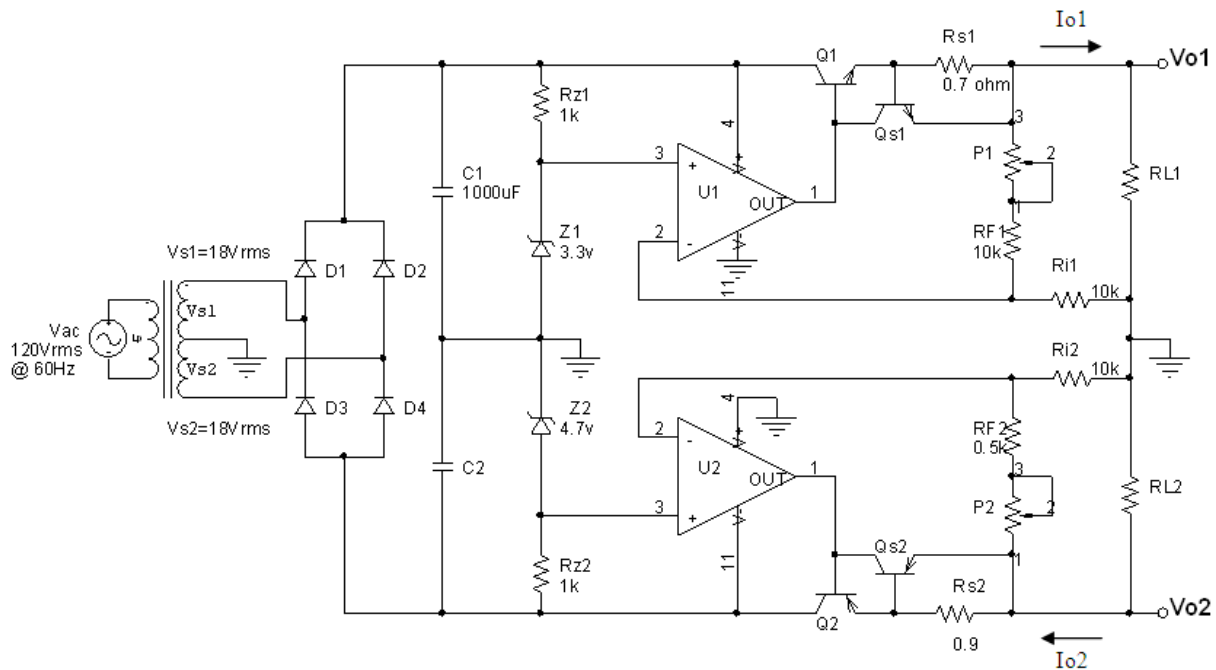 Io1
Rs1
Vo1
Q1
0.7 ohm
Rz1
1k
4
Qs1
3
3
+
P1
2
C1
1000uF
U1
OUT
1
RL1
1
Z1
3.3v
2
-
RF1
10k
Vs1=18Vrms
D1
D2
11
Ri1
10k
Vs1
Vac
120Vrms
@ 60Hz
Vs2
Ri2
10k
Vs2=18Vrms
D3
D4
Z2
4.7v
4
2
-
RF2
0.5k
C2
U2
OUT
1
3
P2
2
RL2
3
+
Qs2
1
Rz2
1k
11
Rs2
Vo2
Q2
0.9
Io2